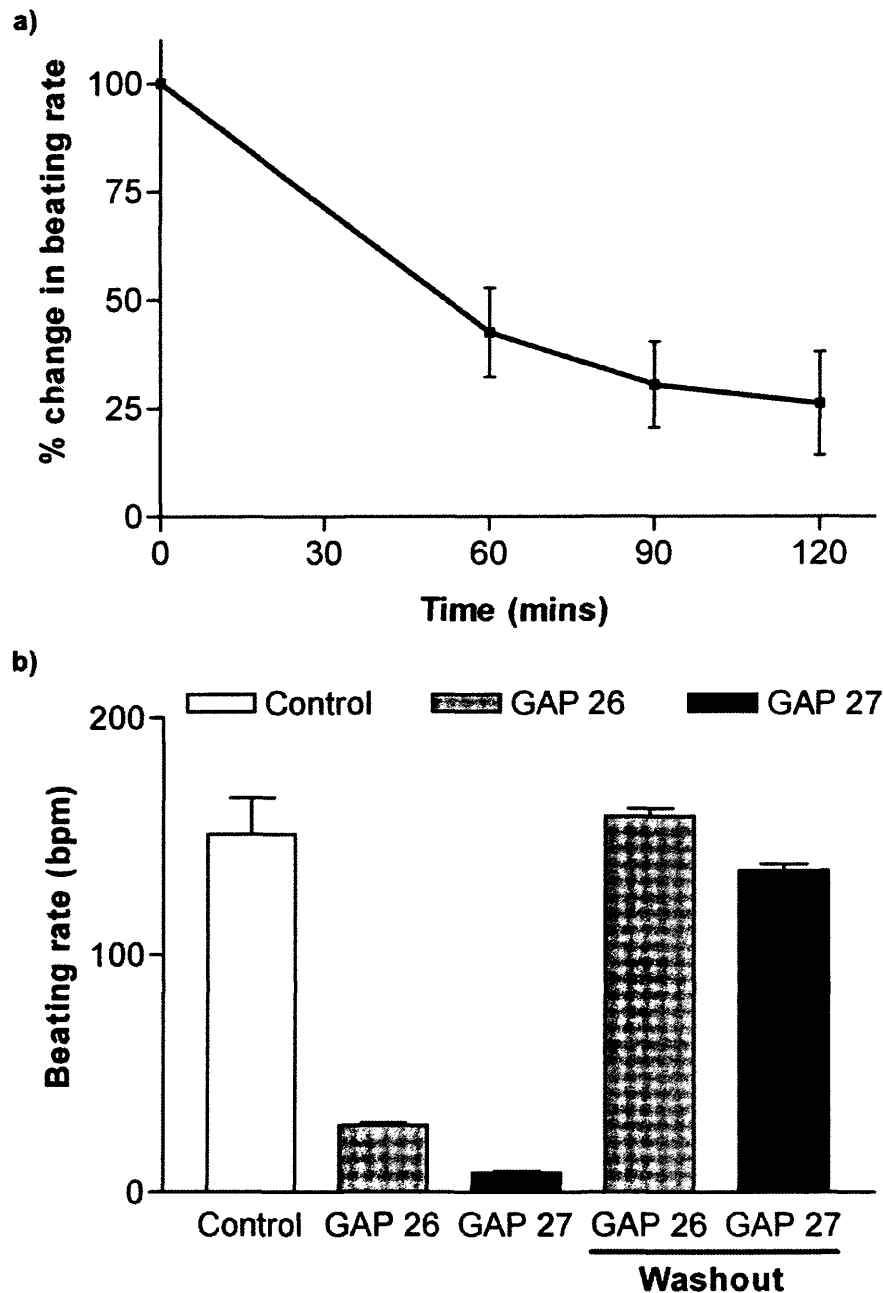 a)
% change in beating rate
100
75
50
25
0
0 30 60 90 120
Time (mins)
b)
Control GAP 26 GAP 27
Beating rate (bpm)
200
100
0
Control GAP 26 GAP 27 GAP 26 GAP 27
Washout